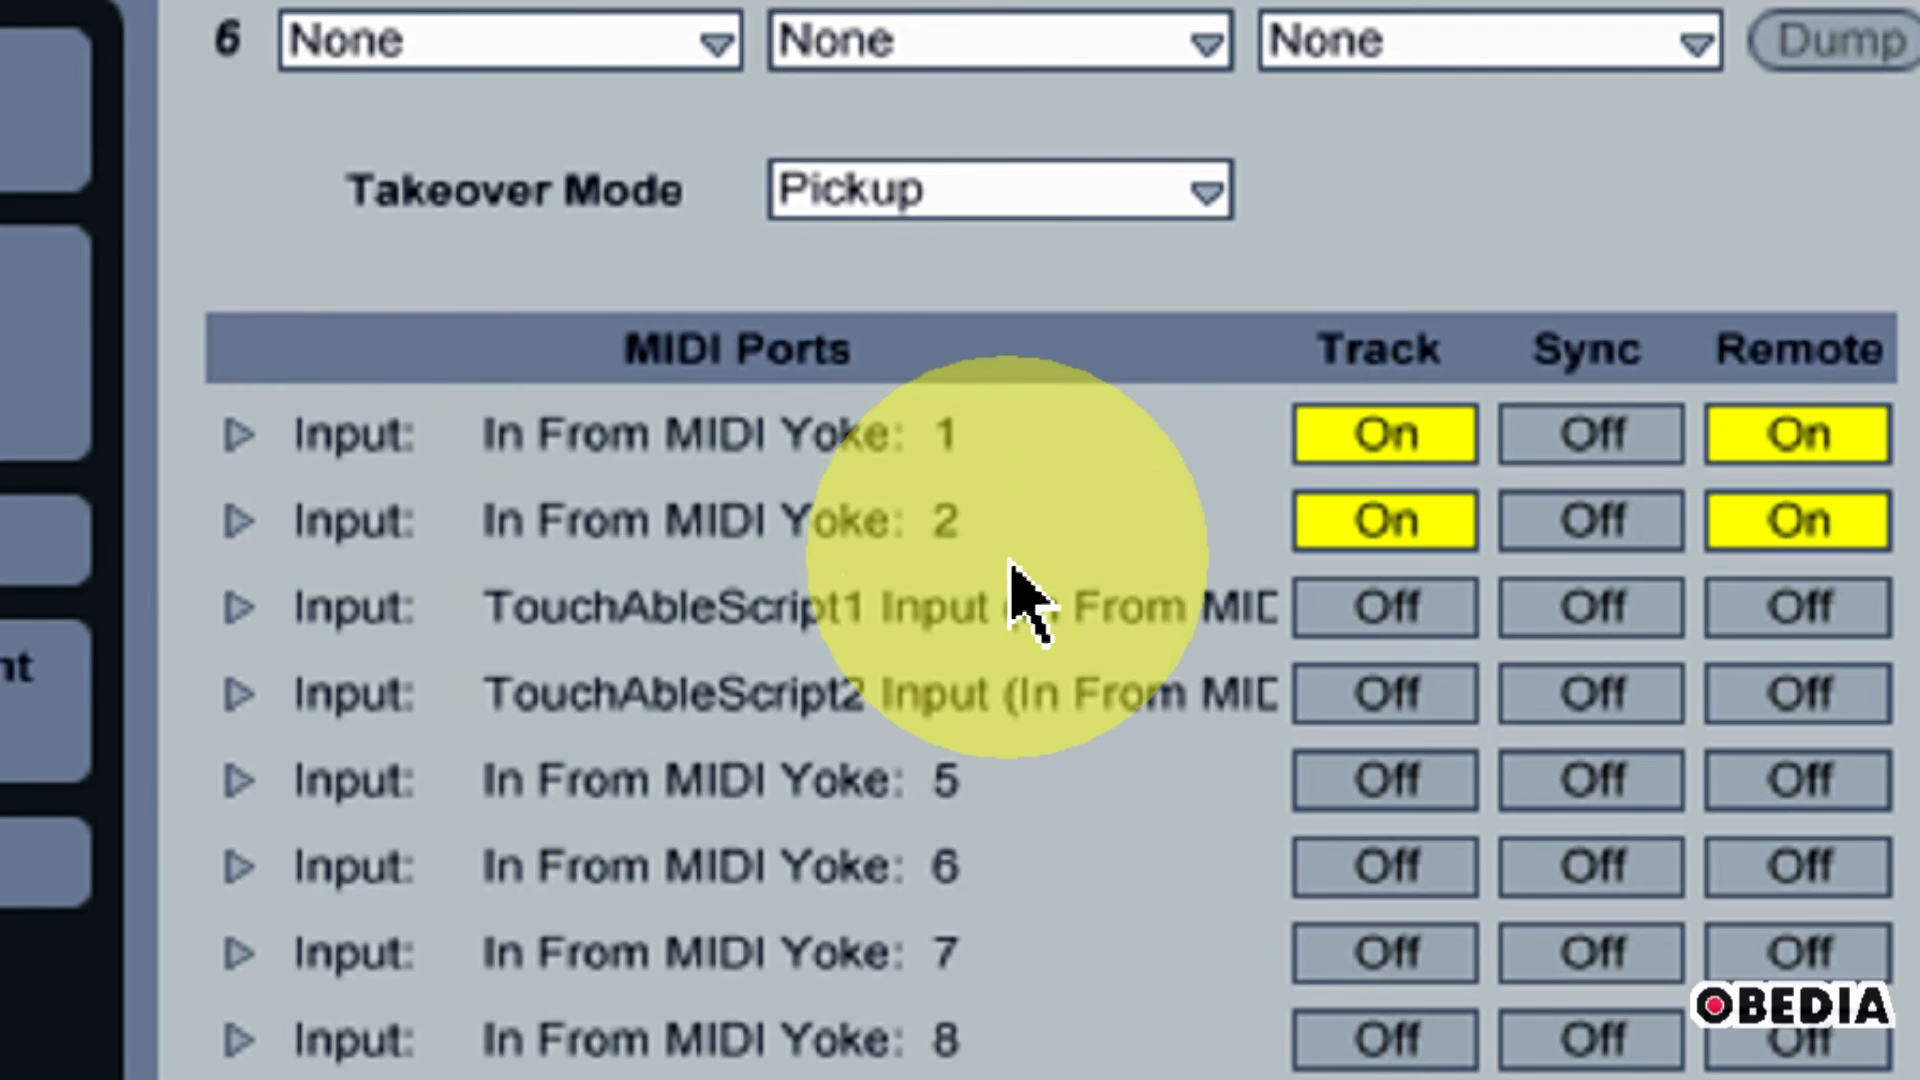 6 None None None Dump
Takeover Mode Pickup
MIDI Ports Track Sync Remote
Input: In From MIDI Yoke: 1 On Off On
Input: In From MIDI Yoke: 2 On Off On
Input: TouchAbleScript1 Input From MID Off Off Off
nt
Input: TouchAbleScript2 Input (In From MID Off Off Off
Input: In From MIDI Yoke: 5 Off Off Off
Input: In From MIDI Yoke: 6 Off Off Off
Input: In From MIDI Yoke: 7 Off Off Off
OBEDIA
Input: In From MIDI Yoke: 8 Off Off Off